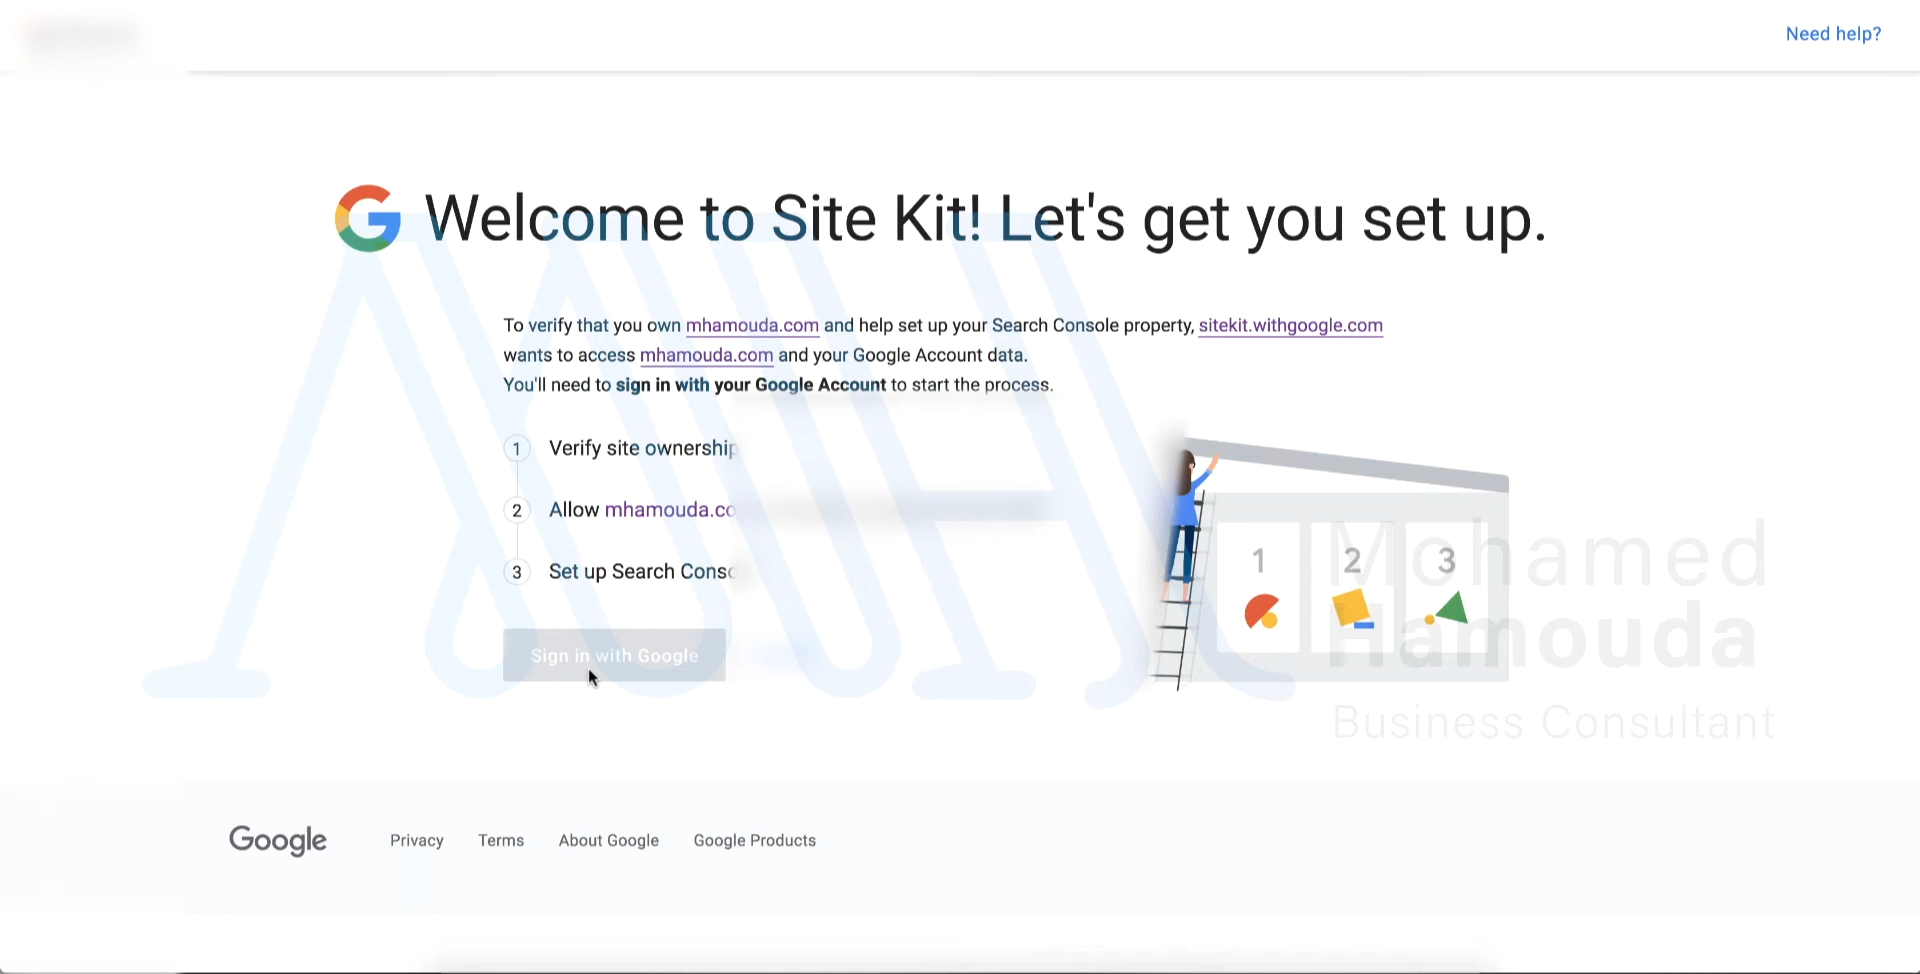 Need help?
Welcome to Site Kit! Let's get you set up.
To verify that you own mhamouda.com and help set up your Search Console property, sitekit.withgoogle.com
wants to access mhamouda.com and your Google Account data.
You'll need to sign in with your Google Account to start the process.
1 Verify site ownership
2 Allow mhamouda.co
3 Set up Search Conso
Sign in with Google
1 2 3
Mohamed
Hamouda
Business Consultant
Google Privacy Terms About Google Google Products